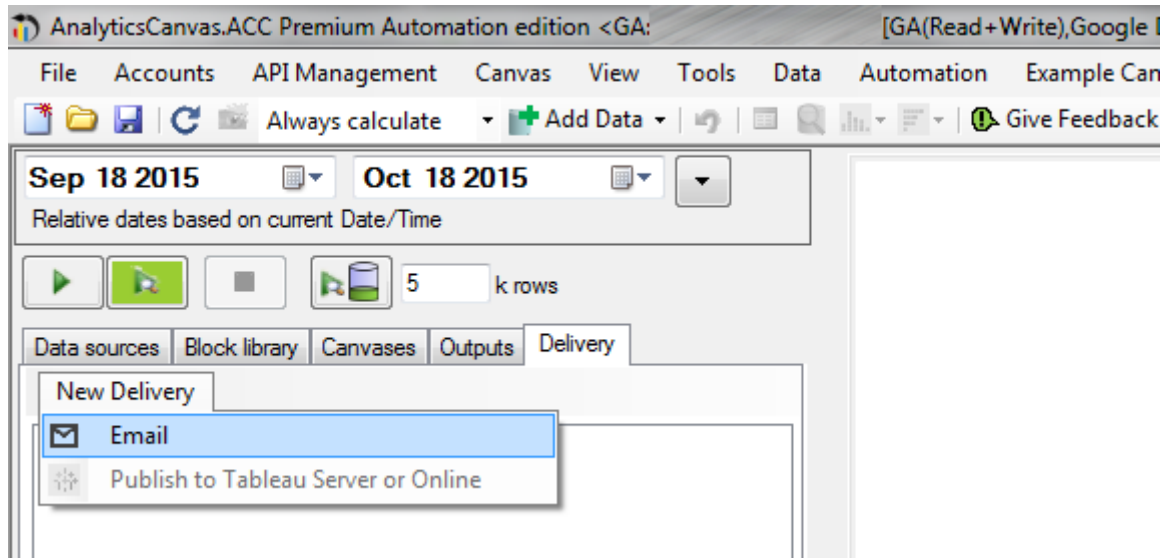 AnalyticsCanvas.ACC Premium Automation edition <GA: [GA(Read+Write),Google
File Accounts API Management Canvas View Tools Data Automation Example
Always calculate Add Data Give Feedback
Sep 18 2015 Oct 18 2015
Relative dates based on current Date/Time
5 k rows
Data sources Block library Canvases Outputs Delivery
New Delivery
Email
Publish to Tableau Server or Online